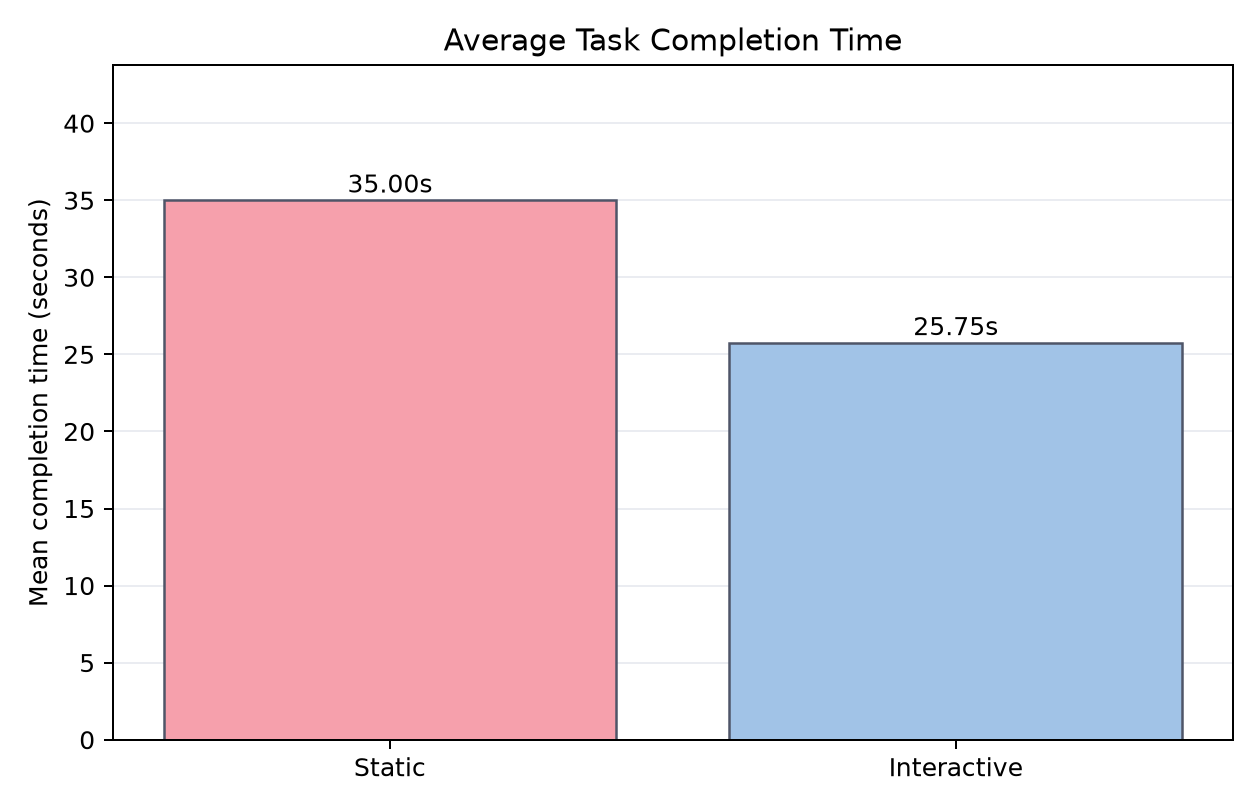 Average Task Completion Time
Mean completion time (seconds)
40
35
30
25
20
15
10
5
0
35.00s
25.75s
Static
Interactive